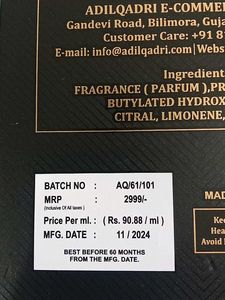 ADILQADRI E-COMME
Gandevi Road, Bilimora, Guja
Customer Care: +91 8
E-mail: info@adilqadri.com|Webs
Ingredient
FRAGRANCE ( PARFUM ),PR
BUTYLATED HYDROX
CITRAL, LIMONENE,
BATCH NO : AQ/61/101
MRP : 2999/-
(Inclusive Of All taxes )
Price Per ml. : ( Rs. 90.88 / ml )
MFG. DATE : 11 / 2024
BEST BEFORE 60 MONTHS
FROM THE MFG. DATE.
MAD
Kee
Hea
Avoid